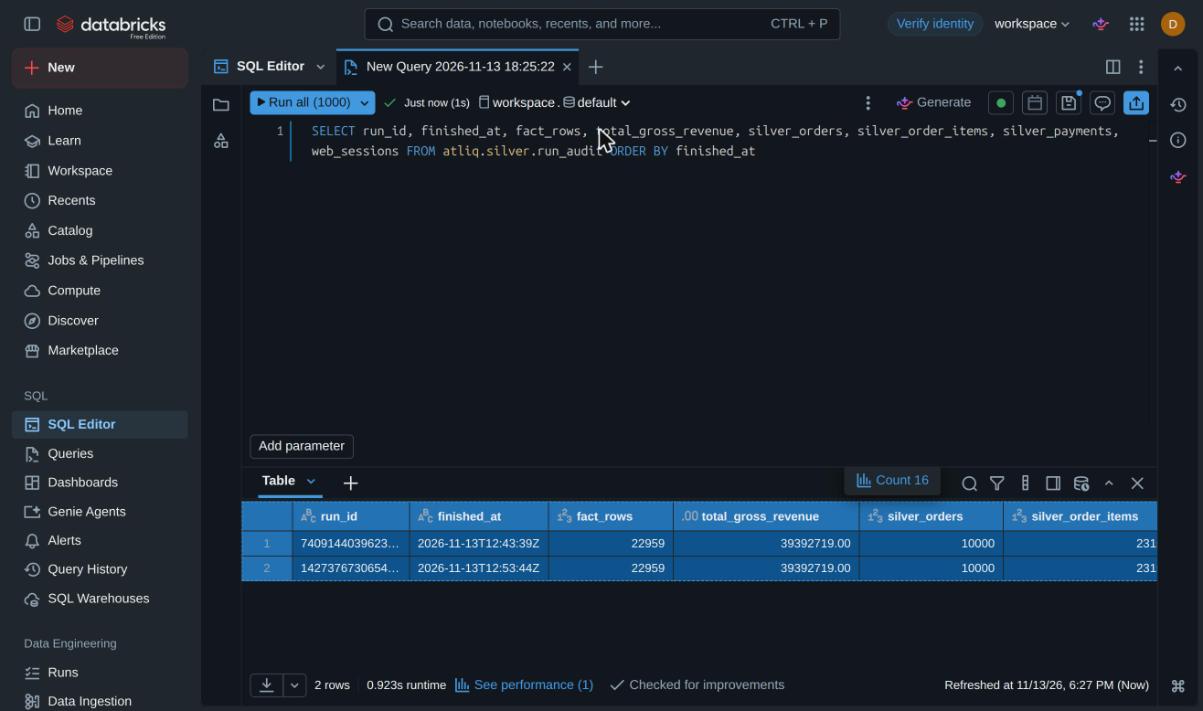 databricks
Free Edition
Search data, notebooks, recents, and more...
CTRL + P
Verify identity
workspace
D
New
Home
Learn
Workspace
Recents
Catalog
Jobs & Pipelines
Compute
Discover
Marketplace
SQL
SQL Editor
Queries
Dashboards
Genie Agents
Alerts
Query History
SQL Warehouses
Data Engineering
Runs
Data Ingestion
SQL Editor
New Query 2026-11-13 18:25:22
Run all (1000)
Just now (1s)
workspace.
default
Generate
1
SELECT run_id, finished_at, fact_rows, total_gross_revenue, silver_orders, silver_order_items, silver_payments,
web_sessions FROM atliq.silver.run_audit ORDER BY finished_at
Add parameter
Table
Count 16
run_id finished_at fact_rows total_gross_revenue silver_orders silver_order_items
1 7409144039623... 2026-11-13T12:43:39Z 22959 39392719.00 10000 231
2 1427376730654... 2026-11-13T12:53:44Z 22959 39392719.00 10000 231
2 rows
0.923s runtime
See performance (1)
Checked for improvements
Refreshed at 11/13/26, 6:27 PM (Now)